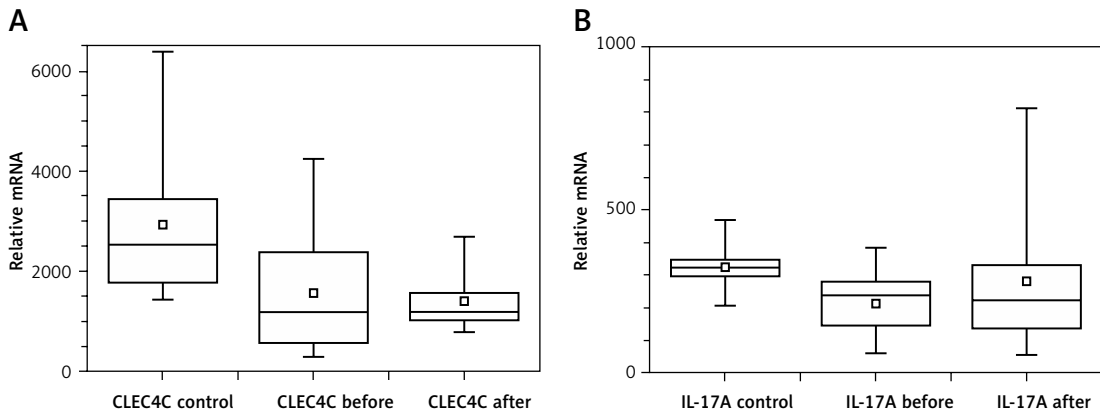 A
Relative mRNA
6000
4000
2000
0
CLEC4C control
CLEC4C before
CLEC4C after
B
Relative mRNA
1000
500
0
IL-17A control
IL-17A before
IL-17A after